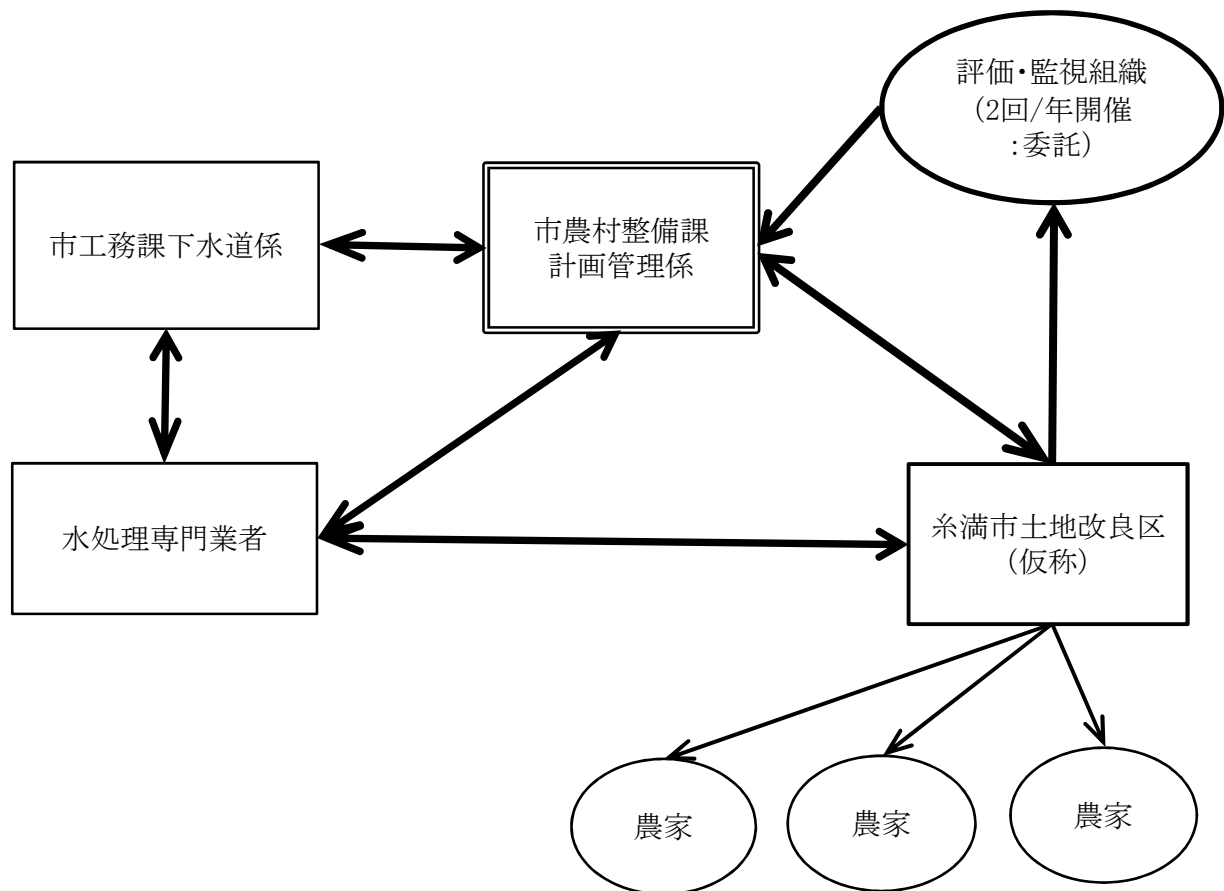 評価・監視組織
(2回/年開催
:委託)
市工務課下水道係
市農村整備課
計画管理係
水処理専門業者
糸満市土地改良区
(仮称)
農家
農家
農家